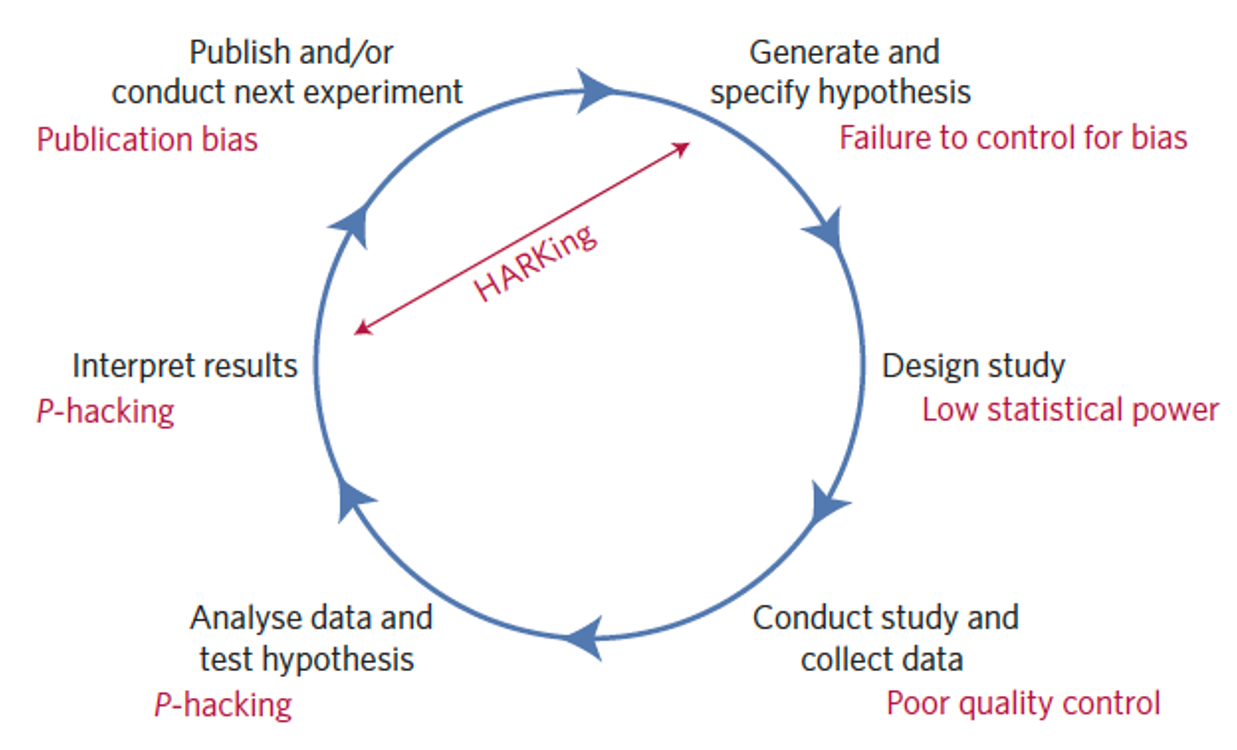 Publish and/or
conduct next experiment
Publication bias
Generate and
specify hypothesis
Failure to control for bias
HARKing
Interpret results
P-hacking
Design study
Low statistical power
Analyse data and
test hypothesis
P-hacking
Conduct study and
collect data
Poor quality control